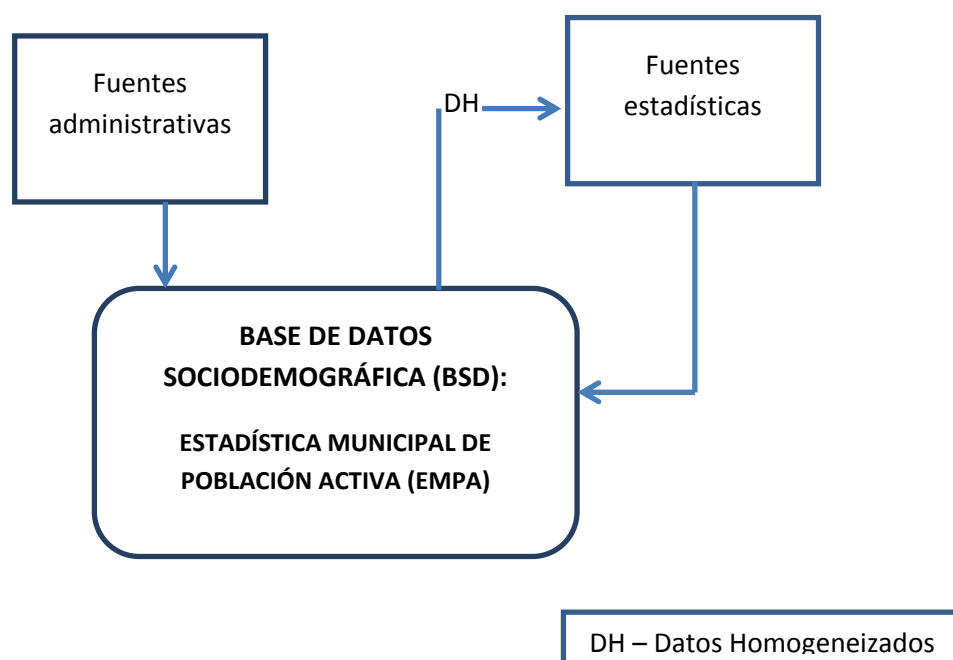 Fuentes
administrativas
DH
Fuentes
estadísticas
BASE DE DATOS
SOCIODEMOGRÁFICA (BSD):
ESTADÍSTICA MUNICIPAL DE
POBLACIÓN ACTIVA (EMPA)
DH – Datos Homogeneizados